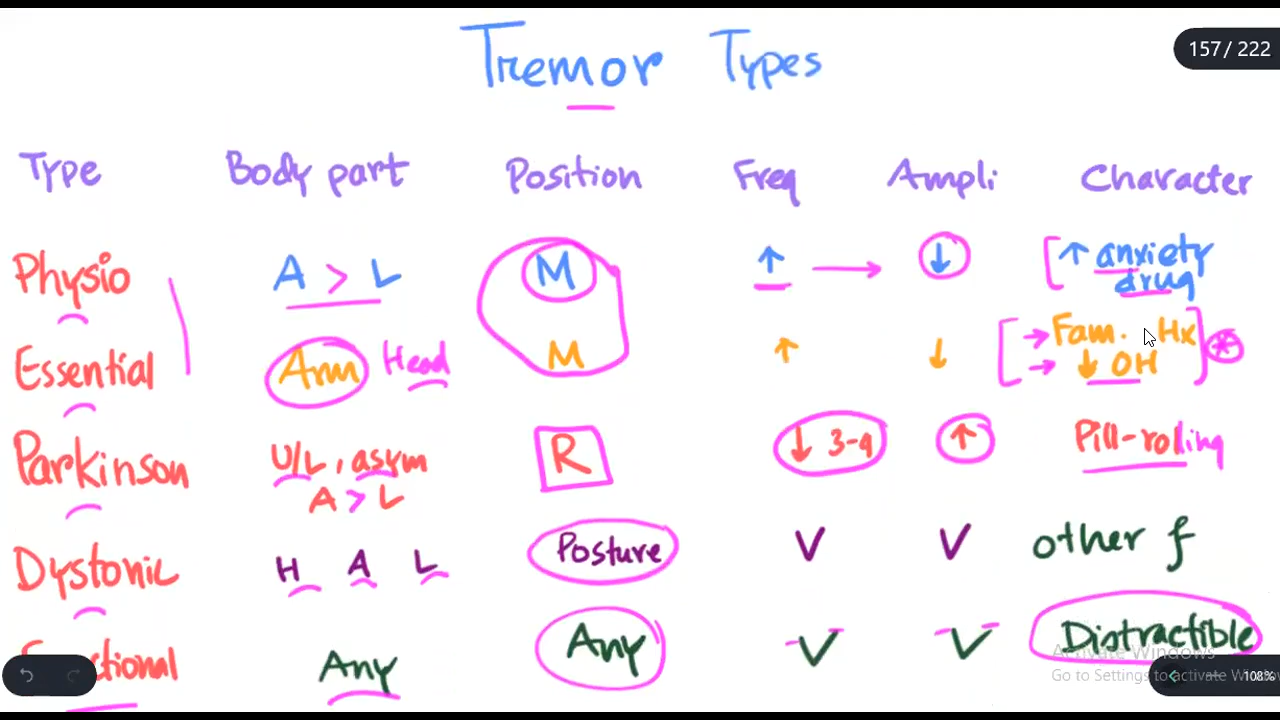 Tremor Types
157 / 222
Type Body part Position Freq Ampli Character
Physio A > L M ↑ → ↓ [ ↑ anxiety
drug
Essential Arm Head M ↑ ↓ [ → Fam. Hx
→ ↓ OH ] *
Parkinson U/L, asym R ↓ 3-4 ↑ Pill-rolling
A > L
Dystonic H A L Posture V V other f
Functional Any Any V V Distractible
Activate Windows
Go to Settings to activate Windows
108%